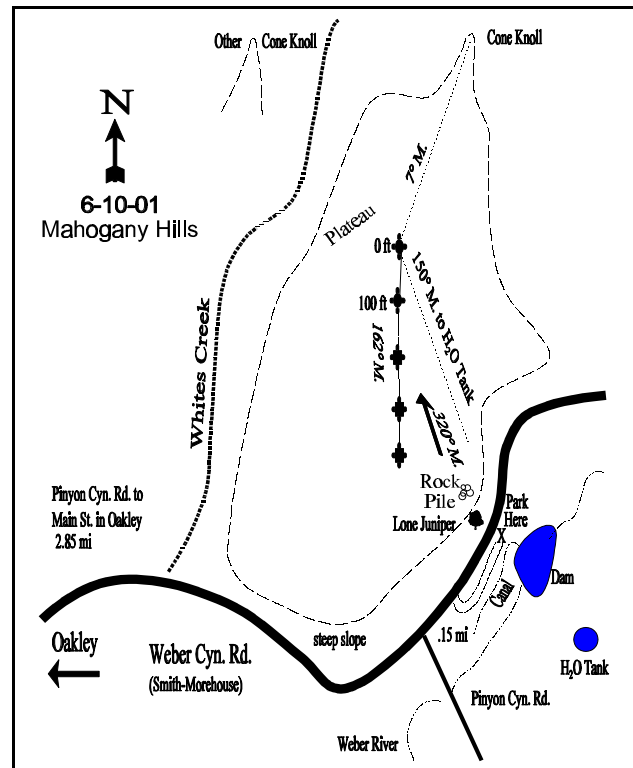 Other
Cone Knoll
Cone Knoll
N
6-10-01
Mahogany Hills
7° M.
Plateau
0 ft
150° M. to H₂O Tank
100 ft
162° M.
Whites Creek
320° M.
Rock
Pile
Lone Juniper
Park
Here
X
Pinyon Cyn. Rd. to
Main St. in Oakley
2.85 mi
Canal
Dam
.15 mi
steep slope
Oakley
Weber Cyn. Rd.
(Smith-Morehouse)
H₂O Tank
Pinyon Cyn. Rd.
Weber River